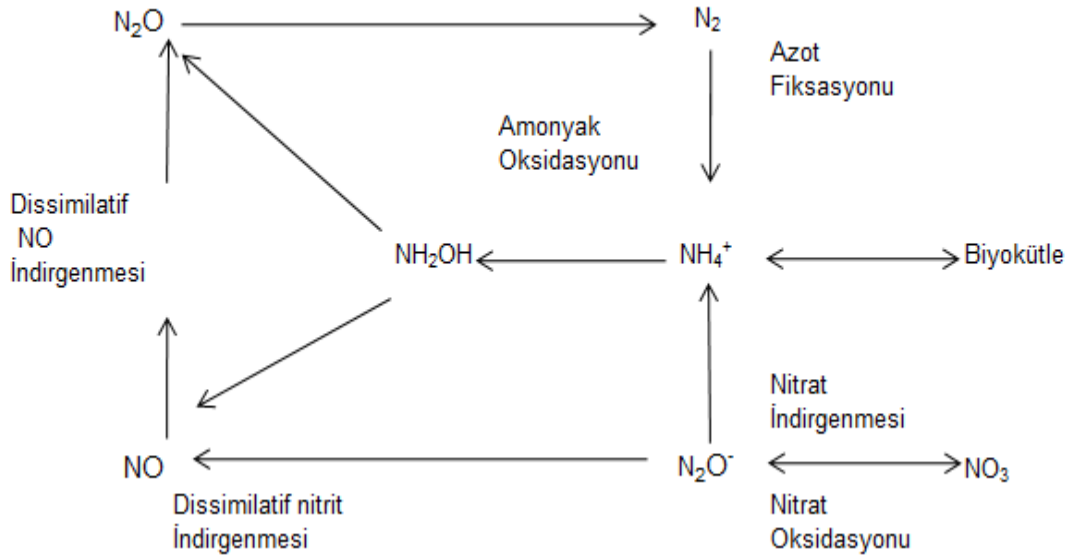 N₂O
N₂
Azot
Fiksasyonu
Amonyak
Oksidasyonu
Dissimilatif
NO
İndirgenmesi
NH₂OH
NH₄⁺
Biyokütle
Nitrat
İndirgenmesi
NO
N₂O⁻
NO₃
Dissimilatif nitrit
İndirgenmesi
Nitrat
Oksidasyonu